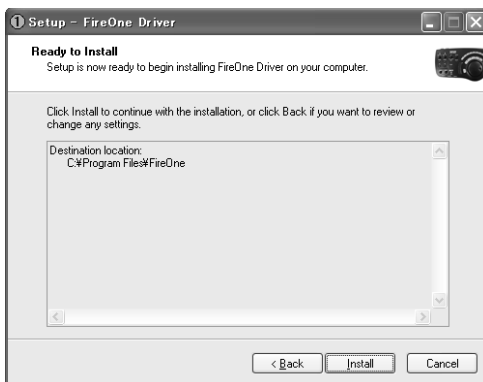 Setup - FireOne Driver
Ready to Install
Setup is now ready to begin installing FireOne Driver on your computer.
Click Install to continue with the installation, or click Back if you want to review or
change any settings.
Destination location:
C:¥Program Files¥FireOne
< Back
Install
Cancel